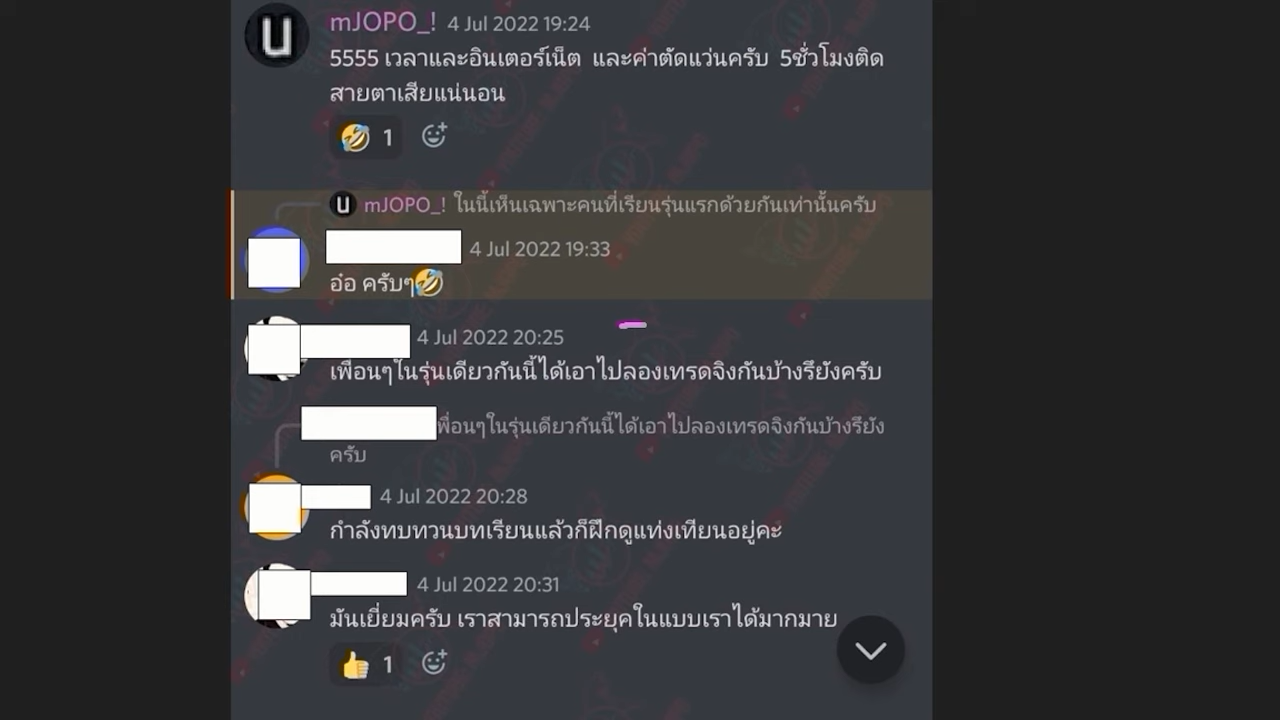 mJOPO_! 4 Jul 2022 19:24
5555 เวลาและอินเตอร์เน็ต และค่าตัดแว่นครับ 5ชั่วโมงติด
สายตาเสียแน่นอน
1
mJOPO_! ในนี้เห็นเฉพาะคนที่เรียนรุ่นแรกด้วยกันเท่านั้นครับ
4 Jul 2022 19:33
อ๋อ ครับๆ🤣
4 Jul 2022 20:25
เพื่อนๆในรุ่นเดียวกันนี้ได้เอาไปลองเทรดจิงกันบ้างรึยังครับ
พื่อนๆในรุ่นเดียวกันนี้ได้เอาไปลองเทรดจิงกันบ้างรึยัง
ครับ
4 Jul 2022 20:28
กำลังทบทวนบทเรียนแล้วก็ฝึกดูแท่งเทียนอยู่คะ
4 Jul 2022 20:31
มันเยี่ยมครับ เราสามารถประยุคในแบบเราได้มากมาย
1